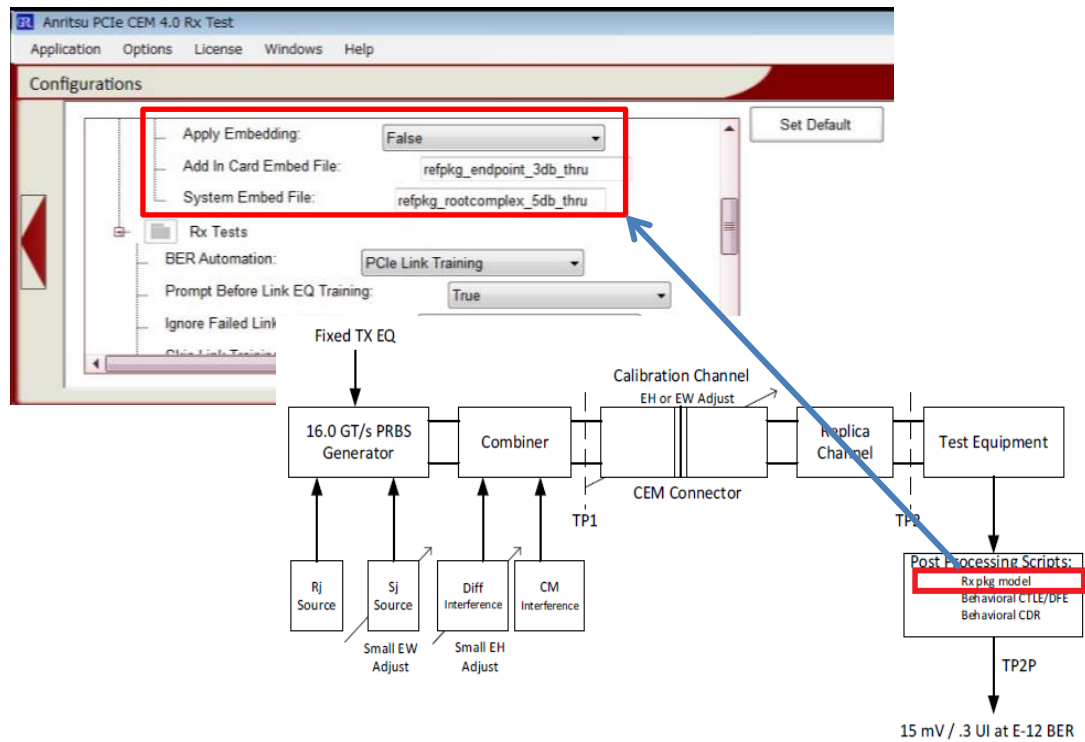 GRL Anritsu PCIe CEM 4.0 Rx Test
Application Options License Windows Help
Configurations
Apply Embedding: False
Set Default
Add In Card Embed File: refpkg_endpoint_3db_thru
System Embed File: refpkg_rootcomplex_5db_thru
Rx Tests
BER Automation: PCIe Link Training
Prompt Before Link EQ Training: True
Ignore Failed Link
Fixed TX EQ
Calibration Channel
EH or EW Adjust
16.0 GT/s PRBS
Generator
Combiner
CEM Connector
Replica
Channel
Test Equipment
TP1
TP2
Rj
Source
Sj
Source
Diff
Interference
CM
Interference
Small EW
Adjust
Small EH
Adjust
Post Processing Scripts:
Rx pkg model
Behavioral CTLE/DFE
Behavioral CDR
TP2P
15 mV / .3 UI at E-12 BER